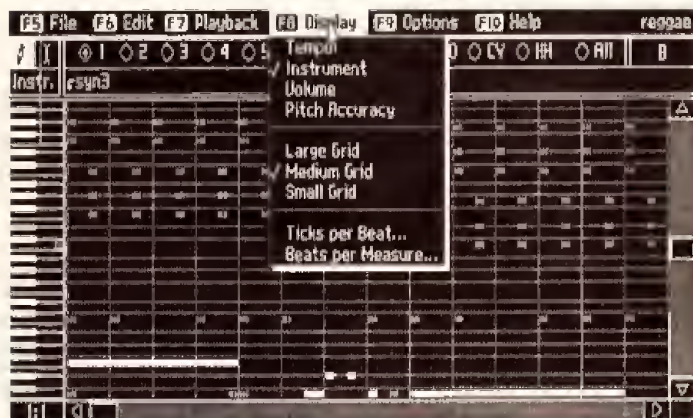 F5 File F6 Edit F7 Playback F8 Display F9 Options F10 Help reggae
1 2 3 4 CY HH All B
Instr. rsyn3
Tempo
Instrument
Volume
Pitch Accuracy
Large Grid
Medium Grid
Small Grid
Ticks per Beat...
Beats per Measure...